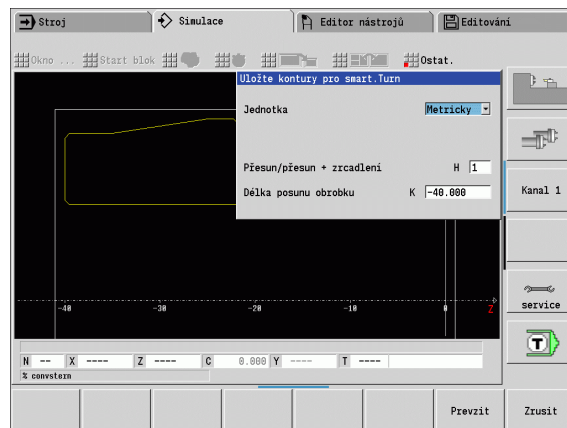 Stroj Simulace Editor nástrojů Editování
Okno ... Start blok Ostat.
Uložte kontury pro smart.Turn
Jednotka Metricky
Přesun/přesun + zrcadlení H 1
Délka posunu obrobku K -40.000
Kanal 1
-40 -30 -20 -10 0 Z
service
N -- X ---- Z ---- C 0.000 Y ---- T ----
% convstern
T
Prevzit Zrusit